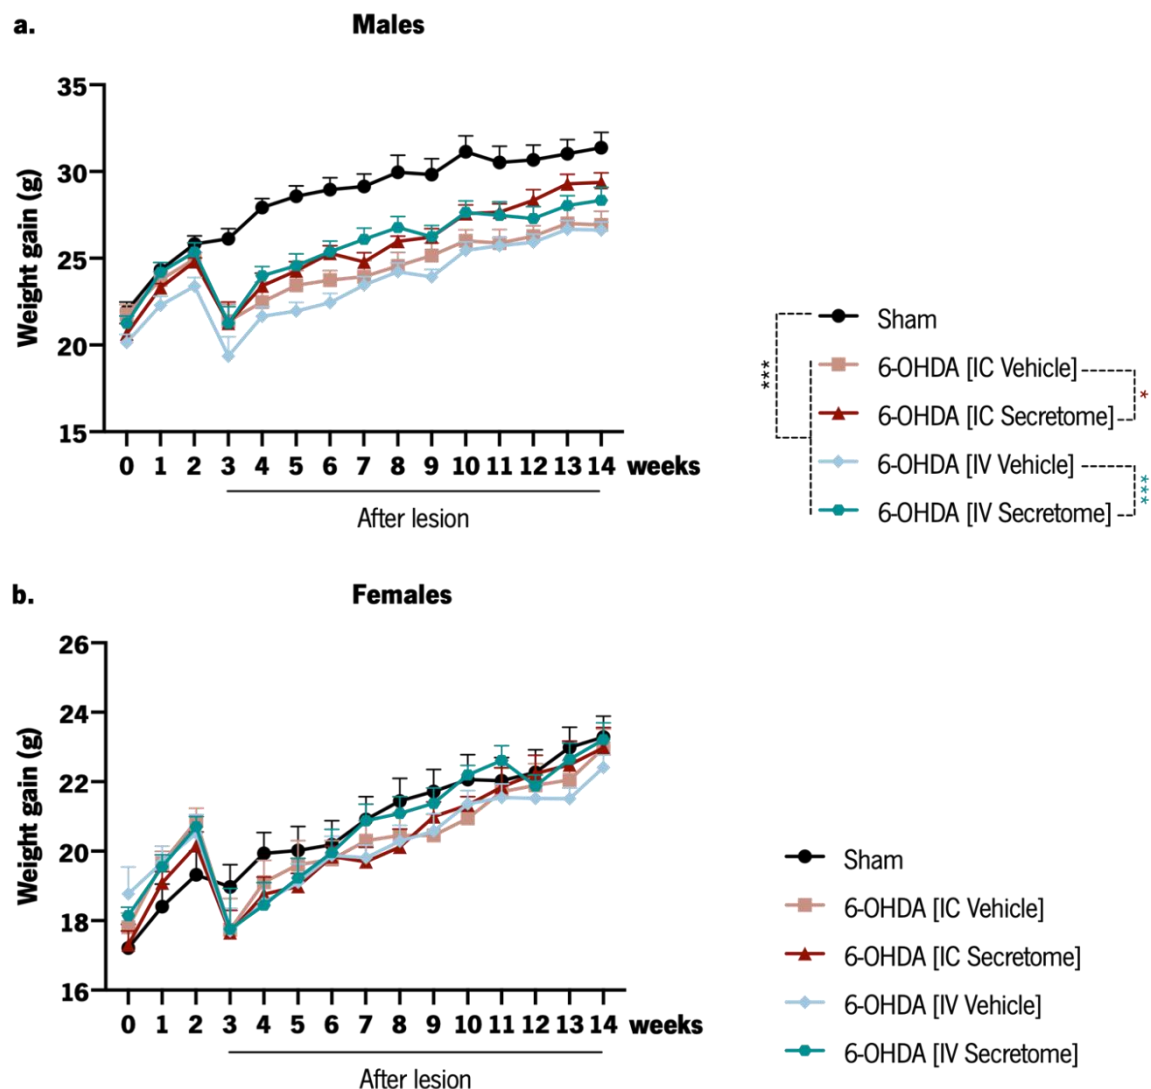 a.
Males
Weight gain (g)
35
30
25
20
15
0 1 2 3 4 5 6 7 8 9 10 11 12 13 14 weeks
After lesion
***
Sham
6-OHDA [IC Vehicle]
6-OHDA [IC Secretome]
6-OHDA [IV Vehicle]
6-OHDA [IV Secretome]
*
***
b.
Females
Weight gain (g)
26
24
22
20
18
16
0 1 2 3 4 5 6 7 8 9 10 11 12 13 14 weeks
After lesion
Sham
6-OHDA [IC Vehicle]
6-OHDA [IC Secretome]
6-OHDA [IV Vehicle]
6-OHDA [IV Secretome]